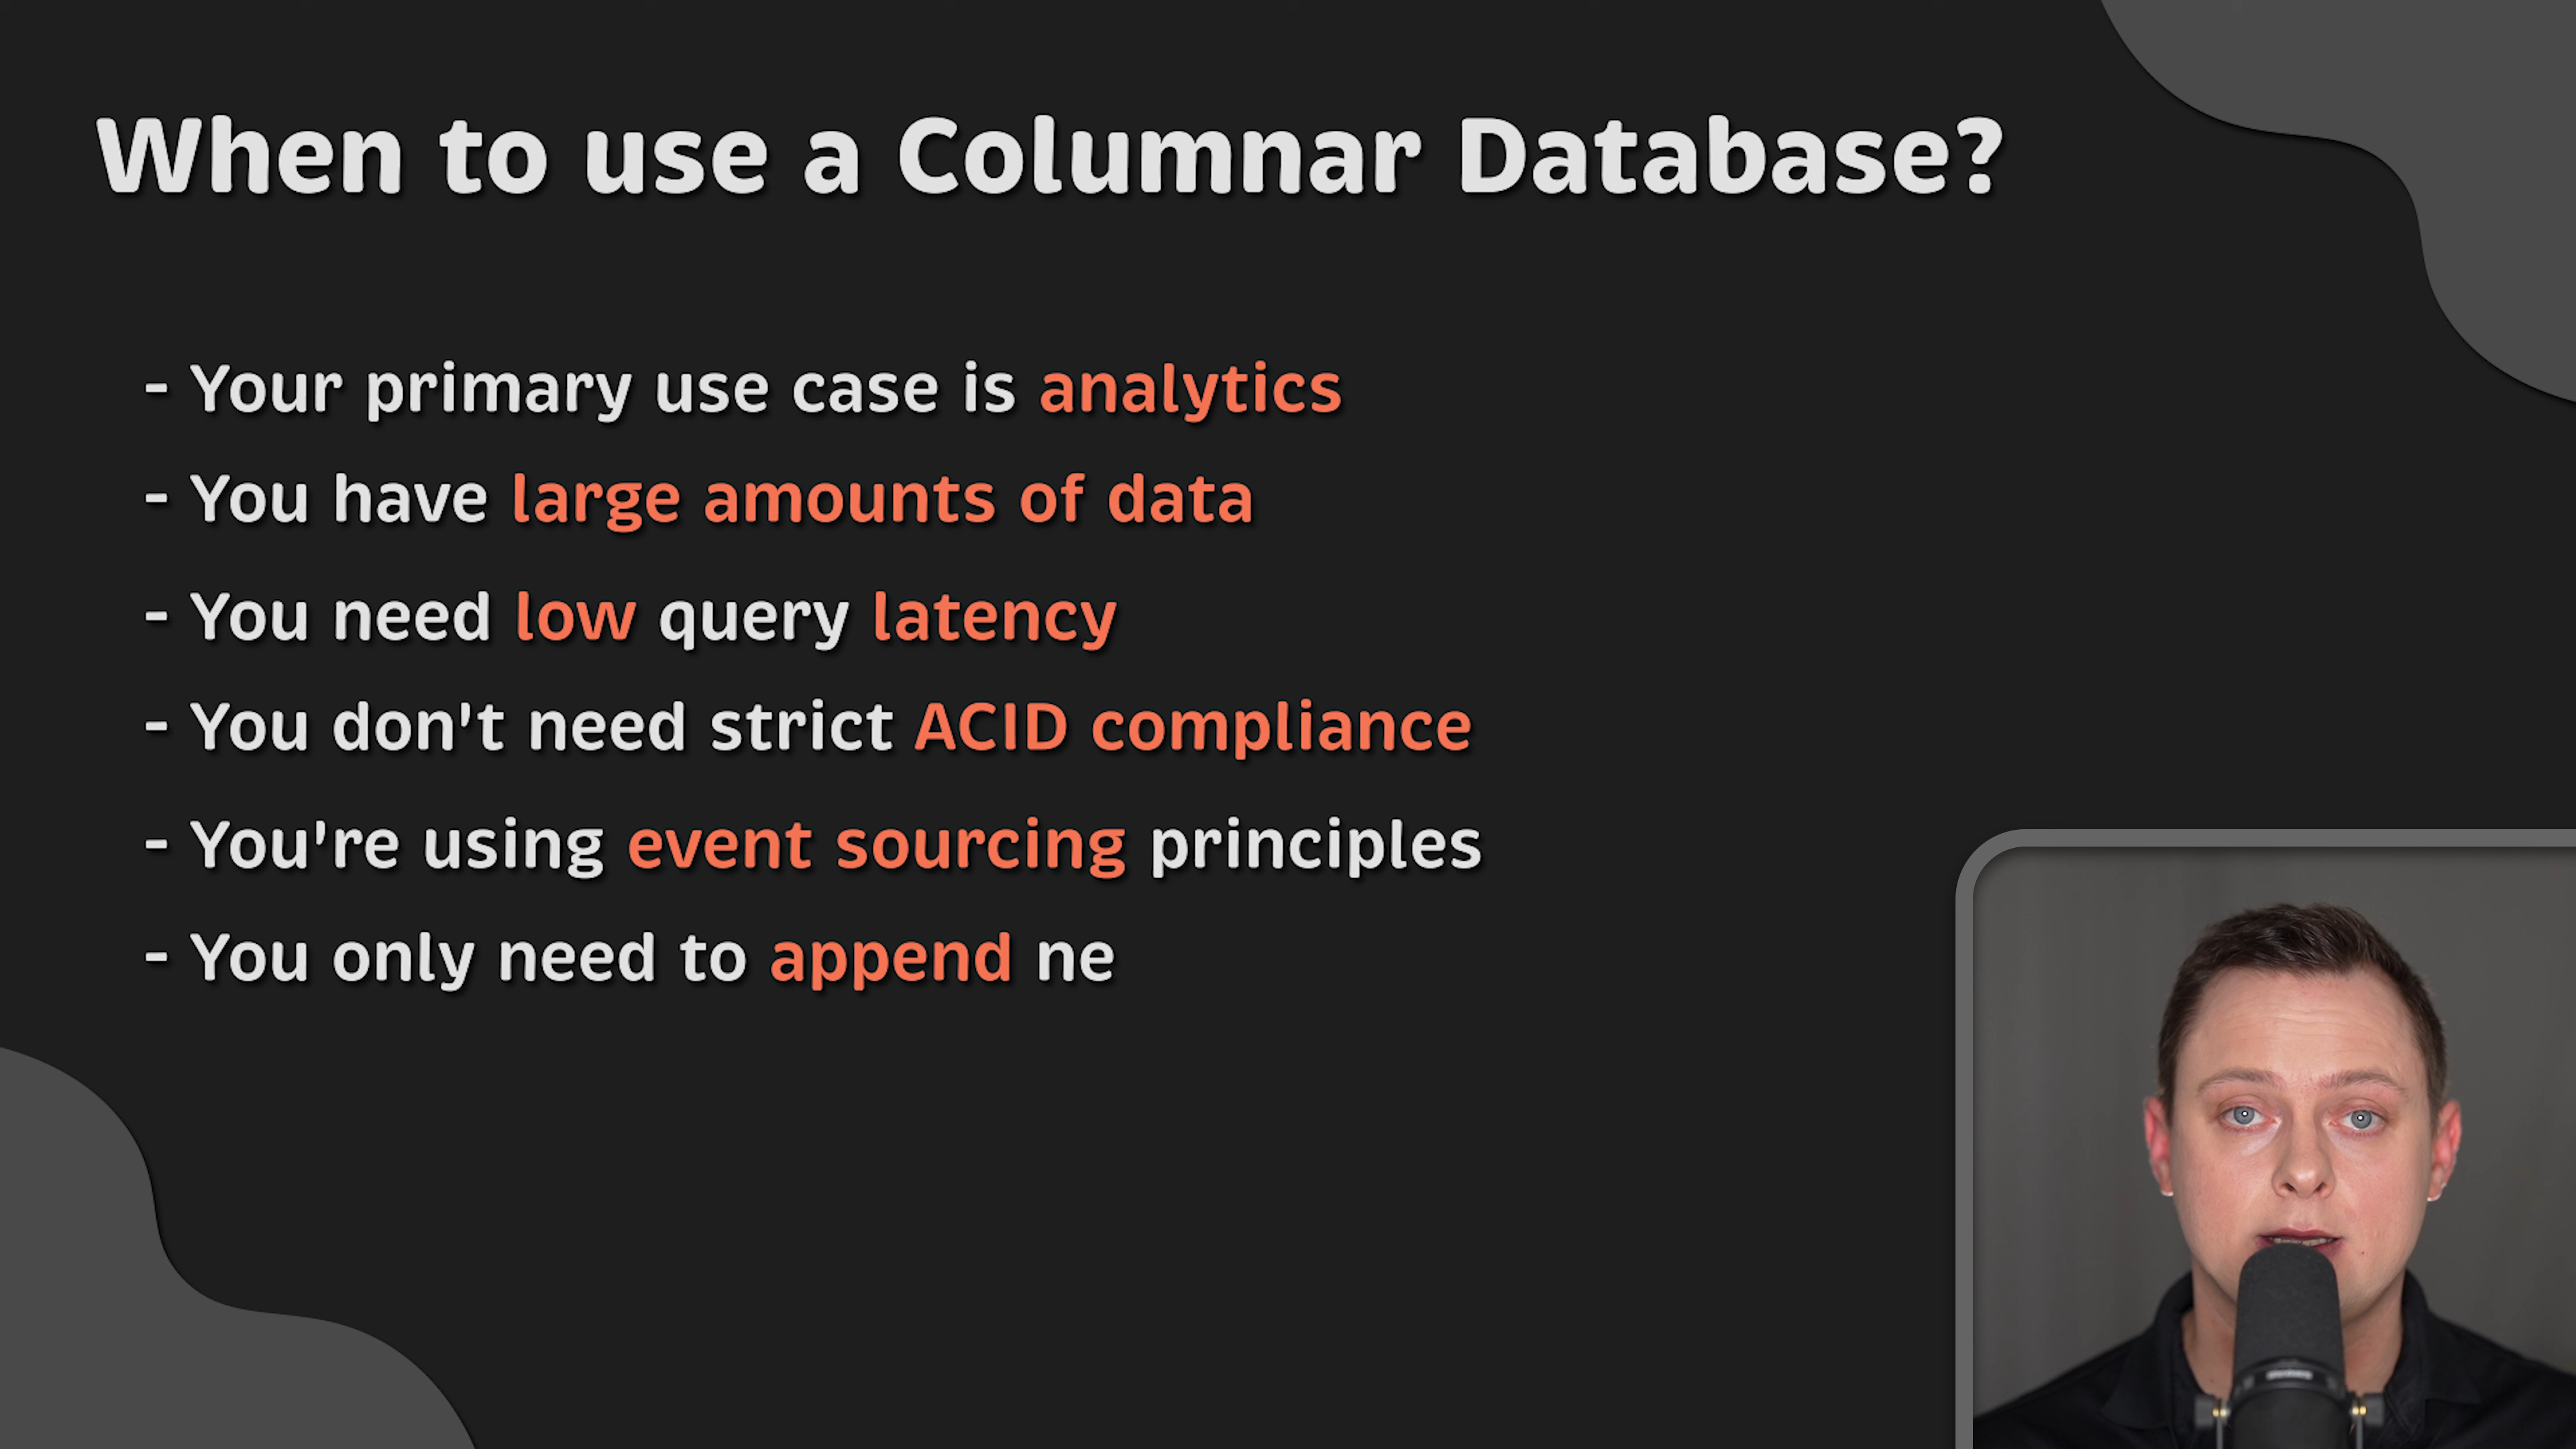 When to use a Columnar Database?
- Your primary use case is analytics
- You have large amounts of data
- You need low query latency
- You don't need strict ACID compliance
- You're using event sourcing principles
- You only need to append ne